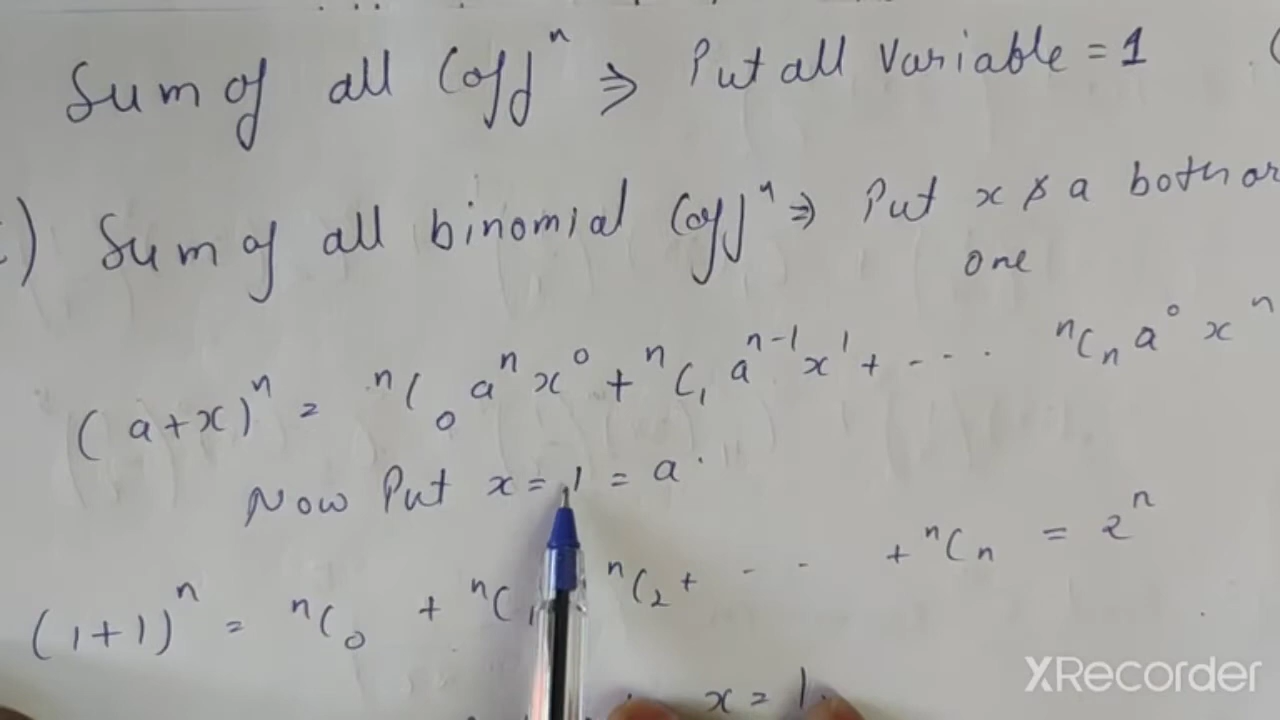 Sum of all Coffⁿ ⇒ Put all Variable = 1
) Sum of all binomial Coffⁿ ⇒ Put x & a both are
one
(a+x)ⁿ = ⁿC₀ aⁿ x⁰ + ⁿC₁ aⁿ⁻¹ x¹ + - - - ⁿCₙ a⁰ xⁿ
Now Put x = 1 = a
(1+1)ⁿ = ⁿC₀ + ⁿC₁ ⁿC₂ + - - + ⁿCₙ = 2ⁿ
x = 1
XRecorder